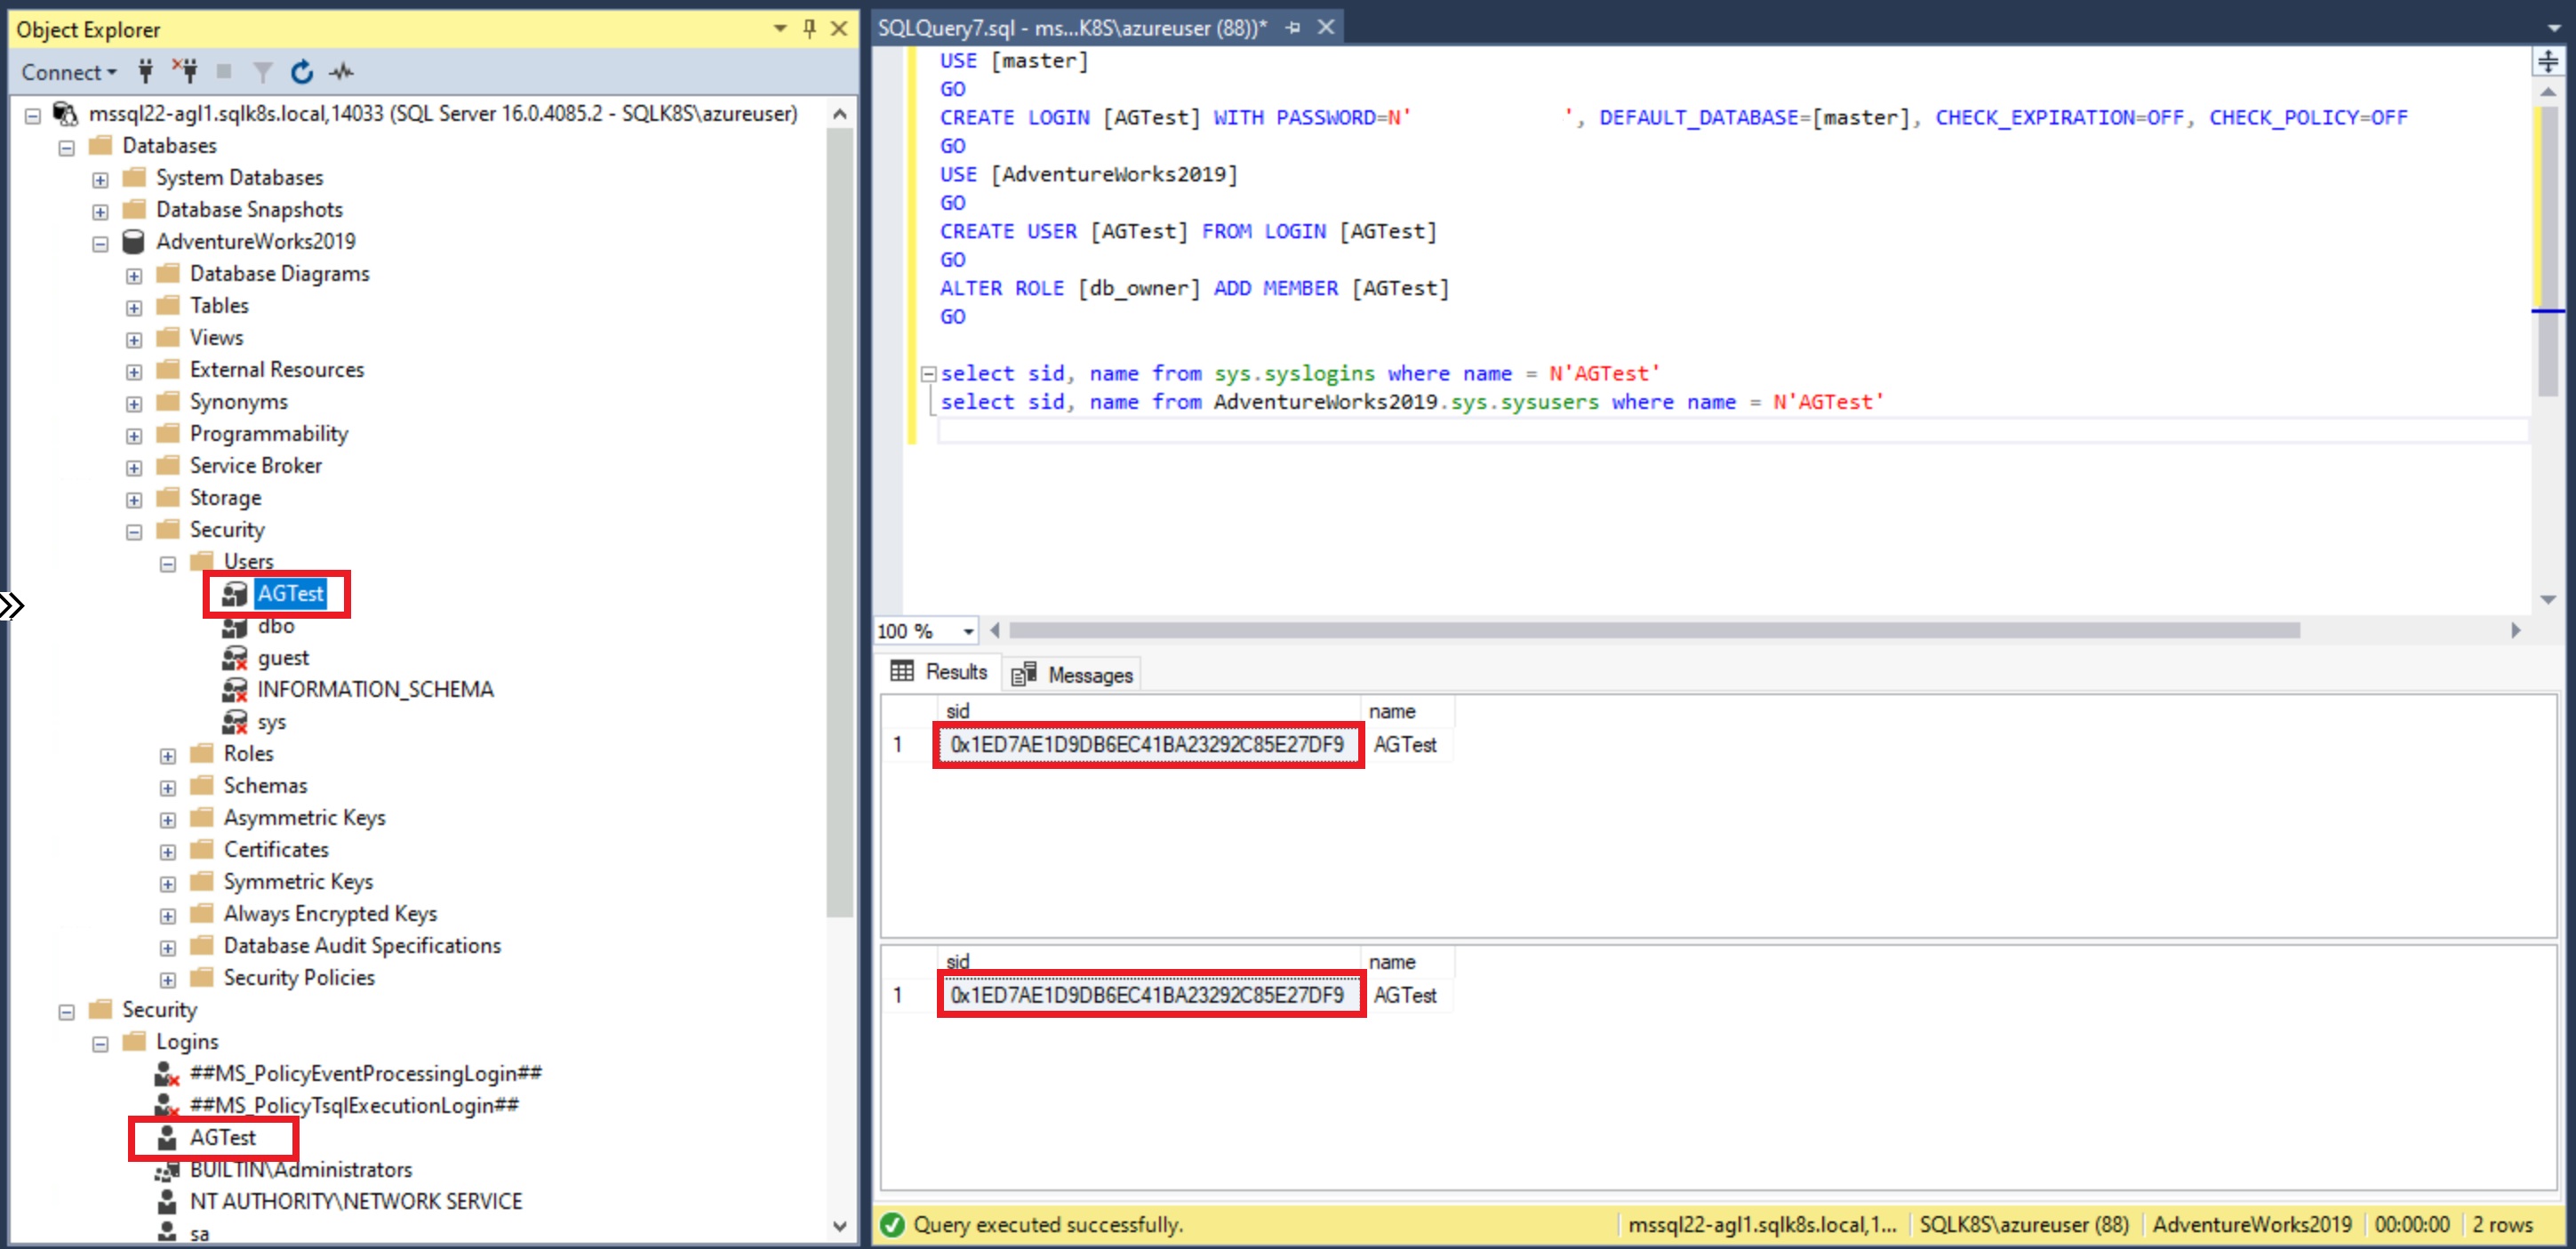 Object Explorer
Connect
mssql22-agl1.sqlk8s.local,14033 (SQL Server 16.0.4085.2 - SQLK8S\azureuser)
Databases
System Databases
Database Snapshots
AdventureWorks2019
Database Diagrams
Tables
Views
External Resources
Synonyms
Programmability
Service Broker
Storage
Security
Users
AGTest
dbo
guest
INFORMATION_SCHEMA
sys
Roles
Schemas
Asymmetric Keys
Certificates
Symmetric Keys
Always Encrypted Keys
Database Audit Specifications
Security Policies
Security
Logins
##MS_PolicyEventProcessingLogin##
##MS_PolicyTsqlExecutionLogin##
AGTest
BUILTIN\Administrators
NT AUTHORITY\NETWORK SERVICE
sa
SQLQuery7.sql - ms...K8S\azureuser (88))*
USE [master]
GO
CREATE LOGIN [AGTest] WITH PASSWORD=N' ', DEFAULT_DATABASE=[master], CHECK_EXPIRATION=OFF, CHECK_POLICY=OFF
GO
USE [AdventureWorks2019]
GO
CREATE USER [AGTest] FROM LOGIN [AGTest]
GO
ALTER ROLE [db_owner] ADD MEMBER [AGTest]
GO
select sid, name from sys.syslogins where name = N'AGTest'
select sid, name from AdventureWorks2019.sys.sysusers where name = N'AGTest'
100 %
Results Messages
sid name
1 0x1ED7AE1D9DB6EC41BA23292C85E27DF9 AGTest
sid name
1 0x1ED7AE1D9DB6EC41BA23292C85E27DF9 AGTest
Query executed successfully. mssql22-agl1.sqlk8s.local,1... SQLK8S\azureuser (88) AdventureWorks2019 00:00:00 2 rows